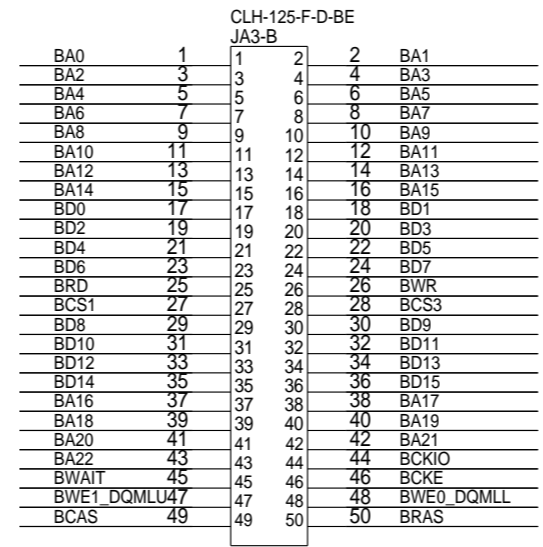 CLH-125-F-D-BE
JA3-B
BA0 1 1 2 2 BA1
BA2 3 3 4 4 BA3
BA4 5 5 6 6 BA5
BA6 7 7 8 8 BA7
BA8 9 9 10 10 BA9
BA10 11 11 12 12 BA11
BA12 13 13 14 14 BA13
BA14 15 15 16 16 BA15
BD0 17 17 18 18 BD1
BD2 19 19 20 20 BD3
BD4 21 21 22 22 BD5
BD6 23 23 24 24 BD7
BRD 25 25 26 26 BWR
BCS1 27 27 28 28 BCS3
BD8 29 29 30 30 BD9
BD10 31 31 32 32 BD11
BD12 33 33 34 34 BD13
BD14 35 35 36 36 BD15
BA16 37 37 38 38 BA17
BA18 39 39 40 40 BA19
BA20 41 41 42 42 BA21
BA22 43 43 44 44 BCKIO
BWAIT 45 45 46 46 BCKE
BWE1_DQMLU 47 47 48 48 BWE0_DQMLL
BCAS 49 49 50 50 BRAS